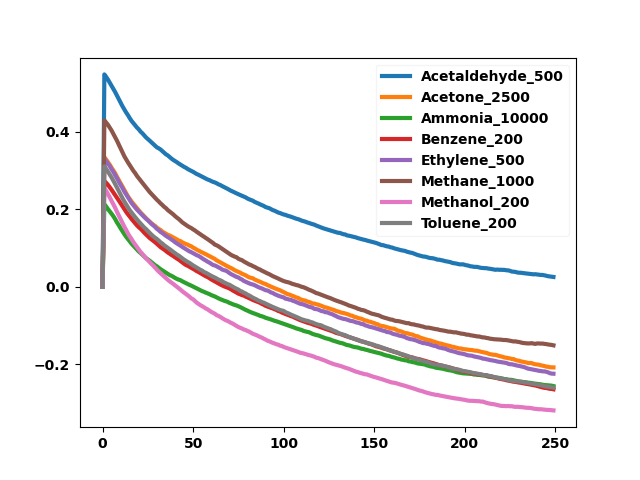 Acetaldehyde_500
Acetone_2500
Ammonia_10000
Benzene_200
Ethylene_500
Methane_1000
Methanol_200
Toluene_200
0.4
0.2
0.0
−0.2
0 50 100 150 200 250